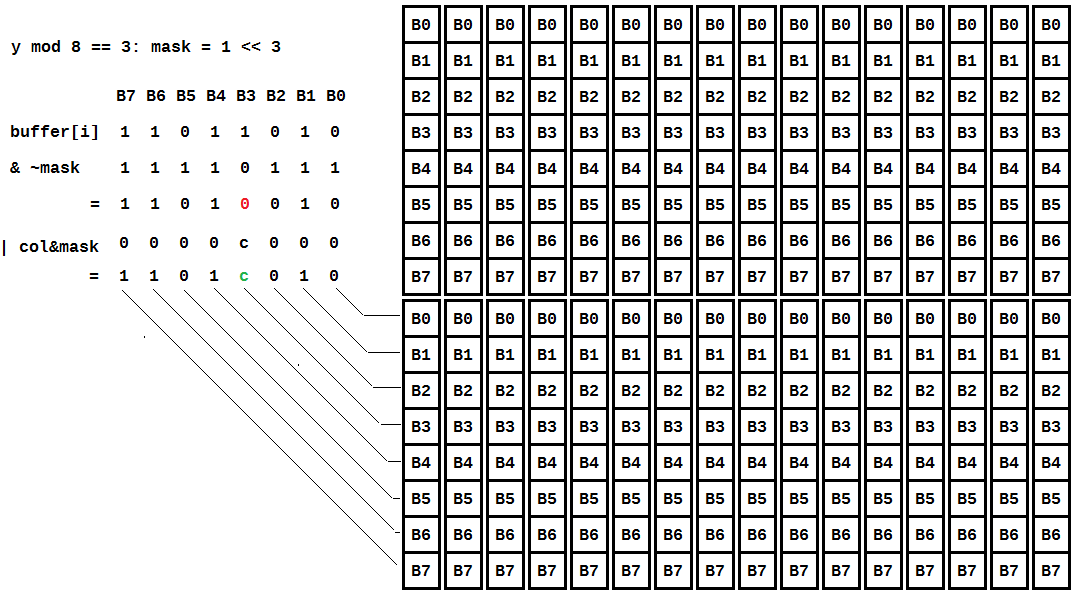 y mod 8 == 3: mask = 1 << 3
B7 B6 B5 B4 B3 B2 B1 B0
buffer[i] 1 1 0 1 1 0 1 0
& ~mask 1 1 1 1 0 1 1 1
= 1 1 0 1 0 0 1 0
| col&mask 0 0 0 0 c 0 0 0
= 1 1 0 1 c 0 1 0
B0 B0 B0 B0 B0 B0 B0 B0 B0 B0 B0 B0 B0 B0 B0 B0
B1 B1 B1 B1 B1 B1 B1 B1 B1 B1 B1 B1 B1 B1 B1 B1
B2 B2 B2 B2 B2 B2 B2 B2 B2 B2 B2 B2 B2 B2 B2 B2
B3 B3 B3 B3 B3 B3 B3 B3 B3 B3 B3 B3 B3 B3 B3 B3
B4 B4 B4 B4 B4 B4 B4 B4 B4 B4 B4 B4 B4 B4 B4 B4
B5 B5 B5 B5 B5 B5 B5 B5 B5 B5 B5 B5 B5 B5 B5 B5
B6 B6 B6 B6 B6 B6 B6 B6 B6 B6 B6 B6 B6 B6 B6 B6
B7 B7 B7 B7 B7 B7 B7 B7 B7 B7 B7 B7 B7 B7 B7 B7
B0 B0 B0 B0 B0 B0 B0 B0 B0 B0 B0 B0 B0 B0 B0 B0
B1 B1 B1 B1 B1 B1 B1 B1 B1 B1 B1 B1 B1 B1 B1 B1
B2 B2 B2 B2 B2 B2 B2 B2 B2 B2 B2 B2 B2 B2 B2 B2
B3 B3 B3 B3 B3 B3 B3 B3 B3 B3 B3 B3 B3 B3 B3 B3
B4 B4 B4 B4 B4 B4 B4 B4 B4 B4 B4 B4 B4 B4 B4 B4
B5 B5 B5 B5 B5 B5 B5 B5 B5 B5 B5 B5 B5 B5 B5 B5
B6 B6 B6 B6 B6 B6 B6 B6 B6 B6 B6 B6 B6 B6 B6 B6
B7 B7 B7 B7 B7 B7 B7 B7 B7 B7 B7 B7 B7 B7 B7 B7